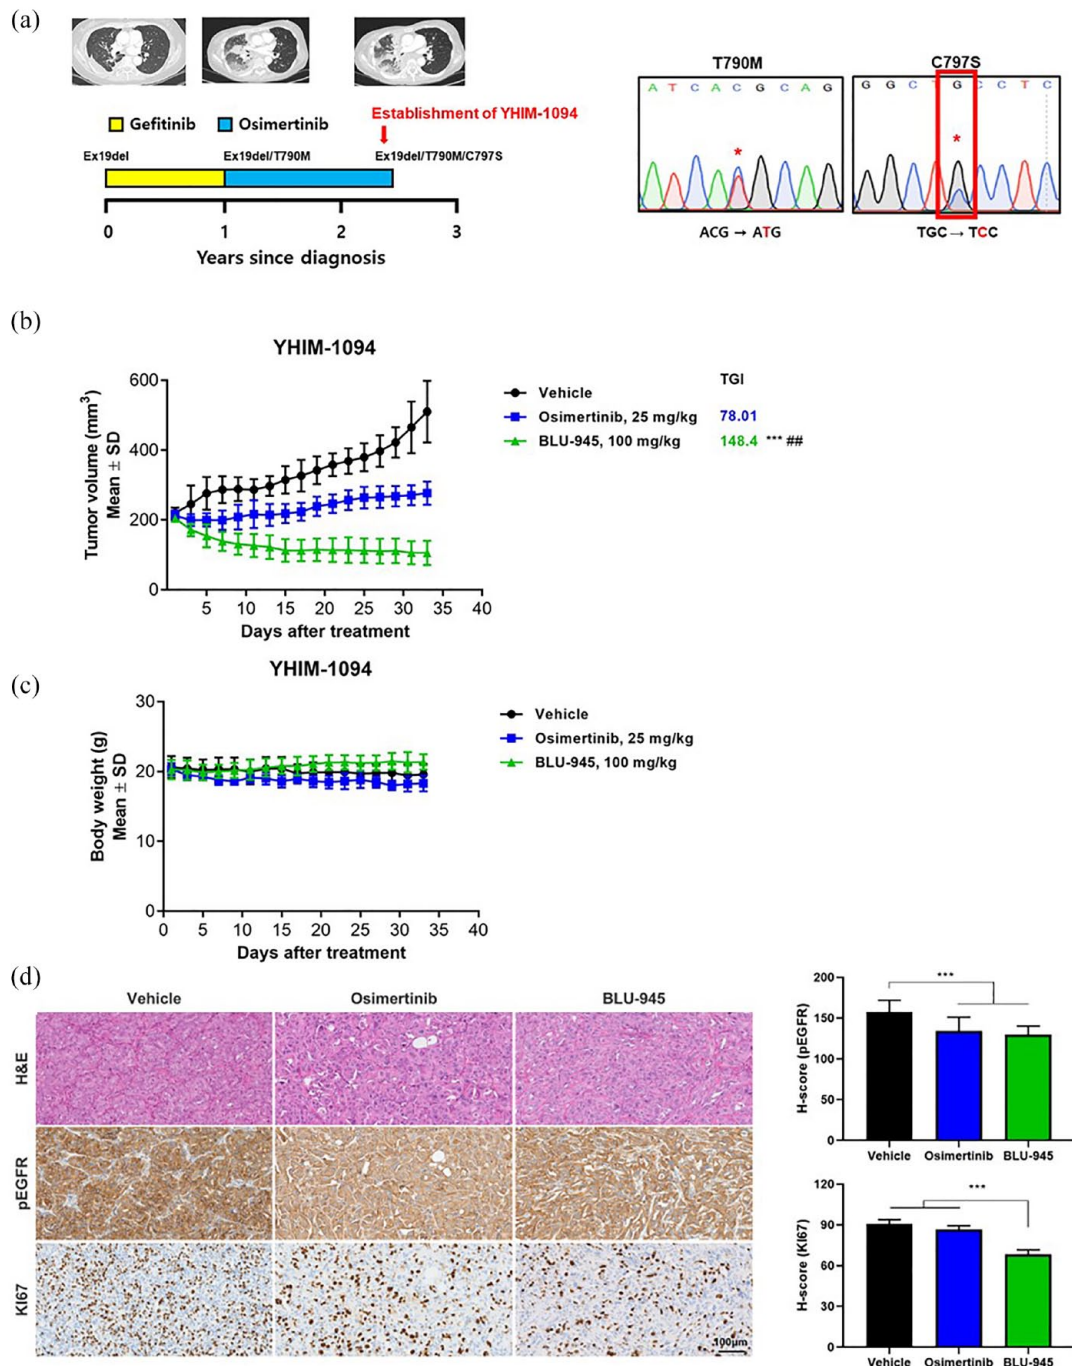 (a)
Gefitinib
Osimertinib
Establishment of YHIM-1094
Ex19del
Ex19del/T790M
Ex19del/T790M/C797S
0
1
2
3
Years since diagnosis
T790M
C797S
A T C A C G C A G
G G C T G C C T C
*
*
ACG → ATG
TGC → TCC
(b)
YHIM-1094
600
400
200
0
Tumor volume (mm³)
Mean ± SD
5 10 15 20 25 30 35 40
Days after treatment
TGI
Vehicle
Osimertinib, 25 mg/kg 78.01
BLU-945, 100 mg/kg 148.4 *** ##
(c)
YHIM-1094
30
20
10
0
Body weight (g)
Mean ± SD
0 5 10 15 20 25 30 35 40
Days after treatment
Vehicle
Osimertinib, 25 mg/kg
BLU-945, 100 mg/kg
(d)
Vehicle
Osimertinib
BLU-945
H&E
pEGFR
KI67
100μm
200
150
100
50
0
H-score (pEGFR)
***
Vehicle Osimertinib BLU-945
120
90
60
30
0
H-score (KI67)
***
Vehicle Osimertinib BLU-945